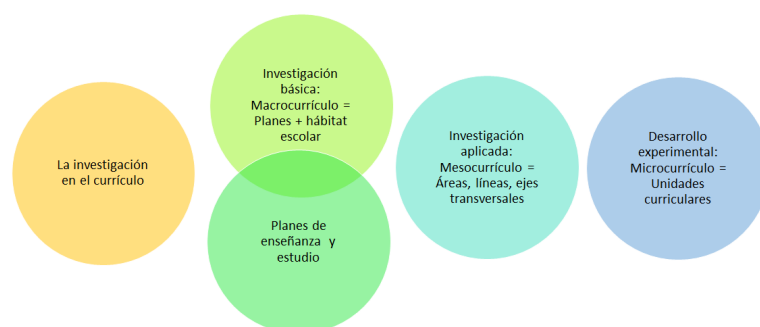 La investigación
en el currículo
Investigación
básica:
Macrocurrículo =
Planes + hábitat
escolar
Planes de
enseñanza y
estudio
Investigación
aplicada:
Mesocurrículo =
Áreas, líneas, ejes
transversales
Desarrollo
experimental:
Microcurrículo =
Unidades
curriculares